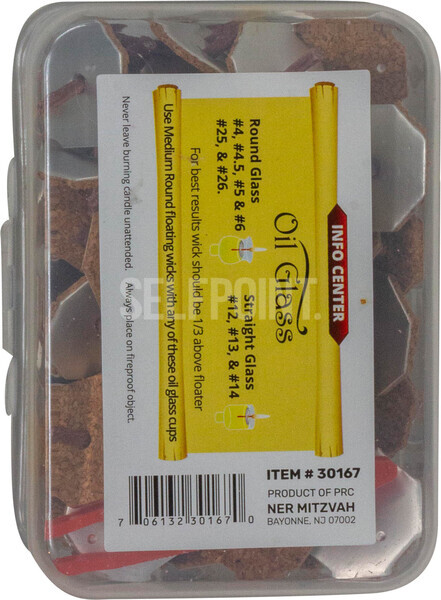 INFO CENTER
Oil Glass
Round Glass
#4, #4.5, #5 & #6
#25, & #26.
Straight Glass
#12, #13, & #14
For best results wick should be 1/3 above floater
Use Medium Round floating wicks with any of these oil glass cups
Never leave burning candle unattended. Always place on fireproof object.
ITEM # 30167
PRODUCT OF PRC
NER MITZVAH
BAYONNE, NJ 07002
7 06132 30167 0
SELLPOINT.